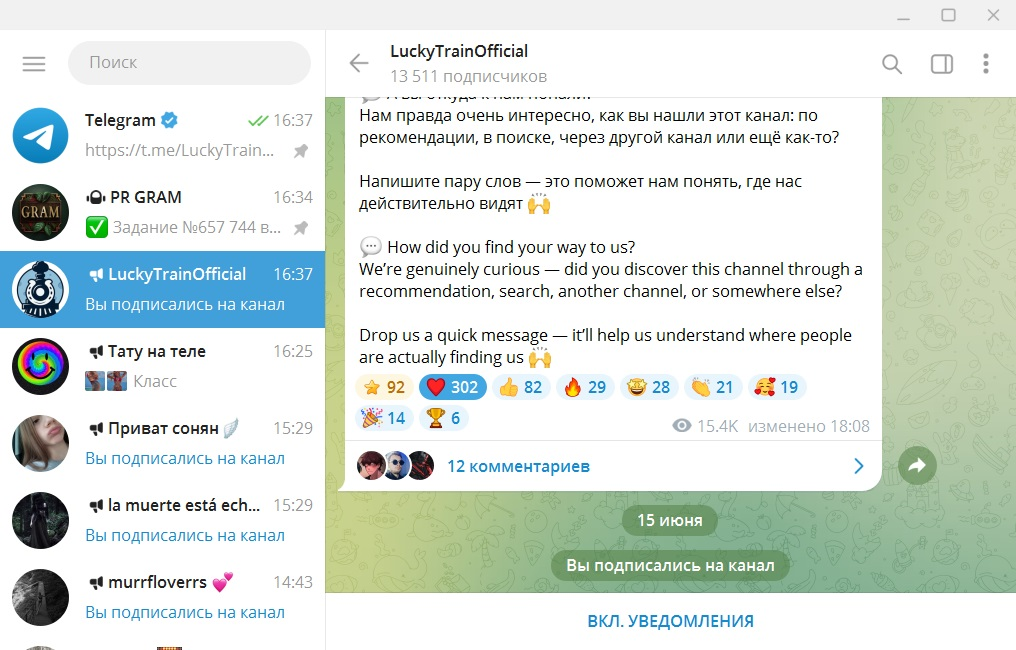 Поиск
Telegram 16:37
https://t.me/LuckyTrain...
PR GRAM 16:34
GRAM
Задание №657 744 в...
LuckyTrainOfficial 16:37
Вы подписались на канал
Тату на теле 16:25
Класс
Приват сонян 15:29
Вы подписались на канал
la muerte está ech... 15:29
Вы подписались на канал
murrfloverrs 14:43
Вы подписались на канал
LuckyTrainOfficial
13 511 подписчиков
А вы откуда к нам попали?
Нам правда очень интересно, как вы нашли этот канал: по
рекомендации, в поиске, через другой канал или ещё как-то?
Напишите пару слов — это поможет нам понять, где нас
действительно видят 🙌
💬 How did you find your way to us?
We’re genuinely curious — did you discover this channel through a
recommendation, search, another channel, or somewhere else?
Drop us a quick message — it’ll help us understand where people
are actually finding us 🙌
92 302 82 29 28 21 19
14 6
15.4K изменено 18:08
12 комментариев
15 июня
Вы подписались на канал
ВКЛ. УВЕДОМЛЕНИЯ